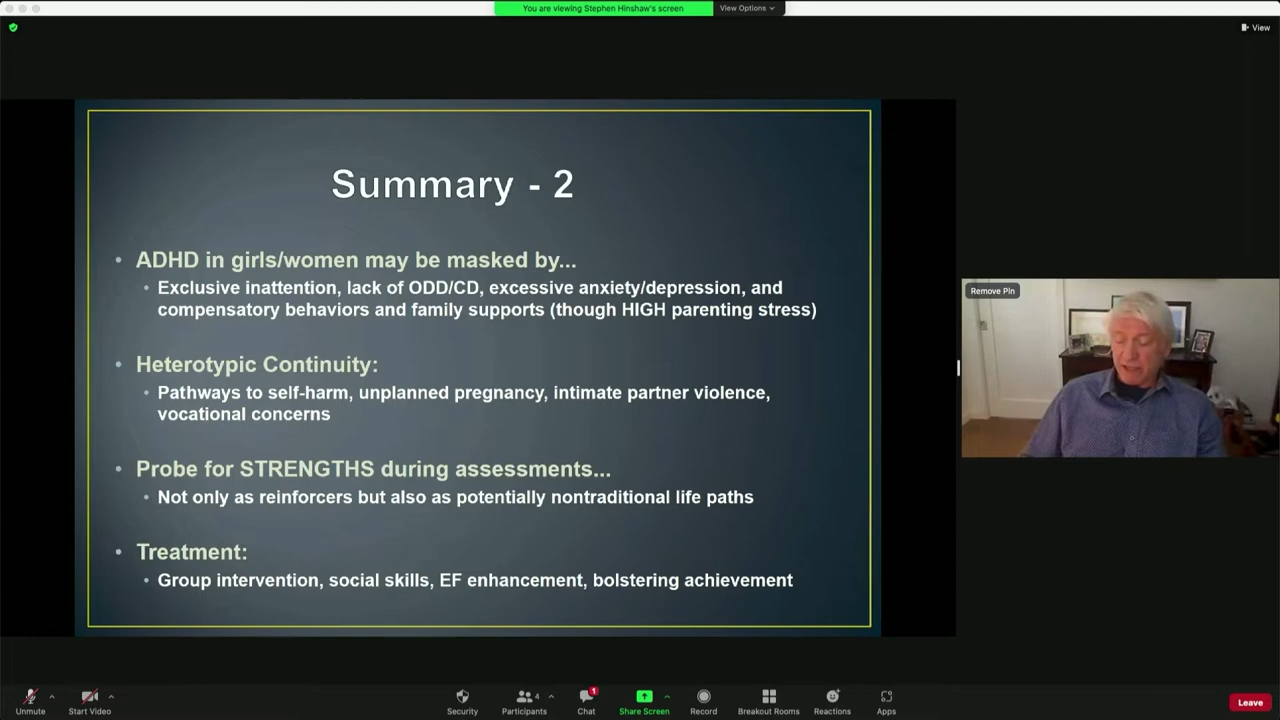 You are viewing Stephen Hinshaw's screen
View Options
View
Summary - 2
• ADHD in girls/women may be masked by...
• Exclusive inattention, lack of ODD/CD, excessive anxiety/depression, and
compensatory behaviors and family supports (though HIGH parenting stress)
• Heterotypic Continuity:
• Pathways to self-harm, unplanned pregnancy, intimate partner violence,
vocational concerns
• Probe for STRENGTHS during assessments...
• Not only as reinforcers but also as potentially nontraditional life paths
• Treatment:
• Group intervention, social skills, EF enhancement, bolstering achievement
Remove Pin
Unmute
Start Video
Security
Participants
4
Chat
1
Share Screen
Record
Breakout Rooms
Reactions
Apps
Leave